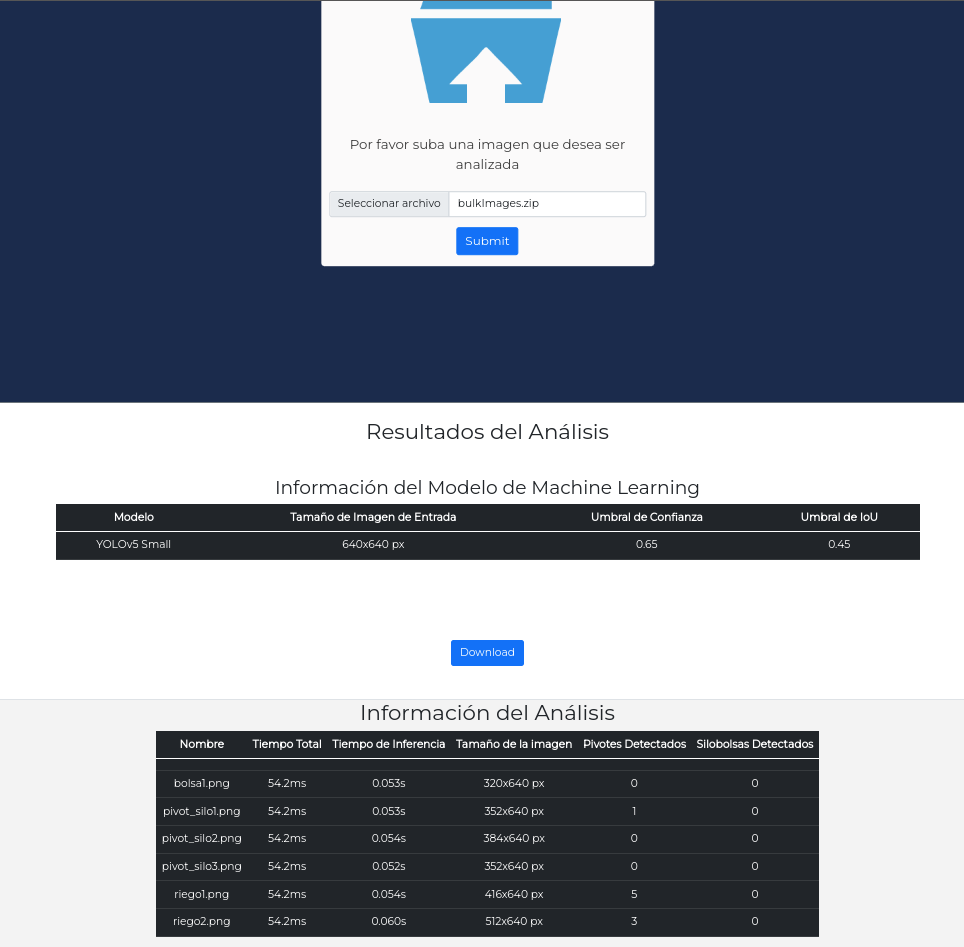 Por favor suba una imagen que desea ser
analizada
Seleccionar archivo bulkImages.zip
Submit
Resultados del Análisis
Información del Modelo de Machine Learning
Modelo Tamaño de Imagen de Entrada Umbral de Confianza Umbral de IoU
YOLOv5 Small 640x640 px 0.65 0.45
Download
Información del Análisis
Nombre Tiempo Total Tiempo de Inferencia Tamaño de la imagen Pivotes Detectados Silobolsas Detectados
bolsa1.png 54.2ms 0.053s 320x640 px 0 0
pivot_silo1.png 54.2ms 0.053s 352x640 px 1 0
pivot_silo2.png 54.2ms 0.054s 384x640 px 0 0
pivot_silo3.png 54.2ms 0.052s 352x640 px 0 0
riego1.png 54.2ms 0.054s 416x640 px 5 0
riego2.png 54.2ms 0.060s 512x640 px 3 0